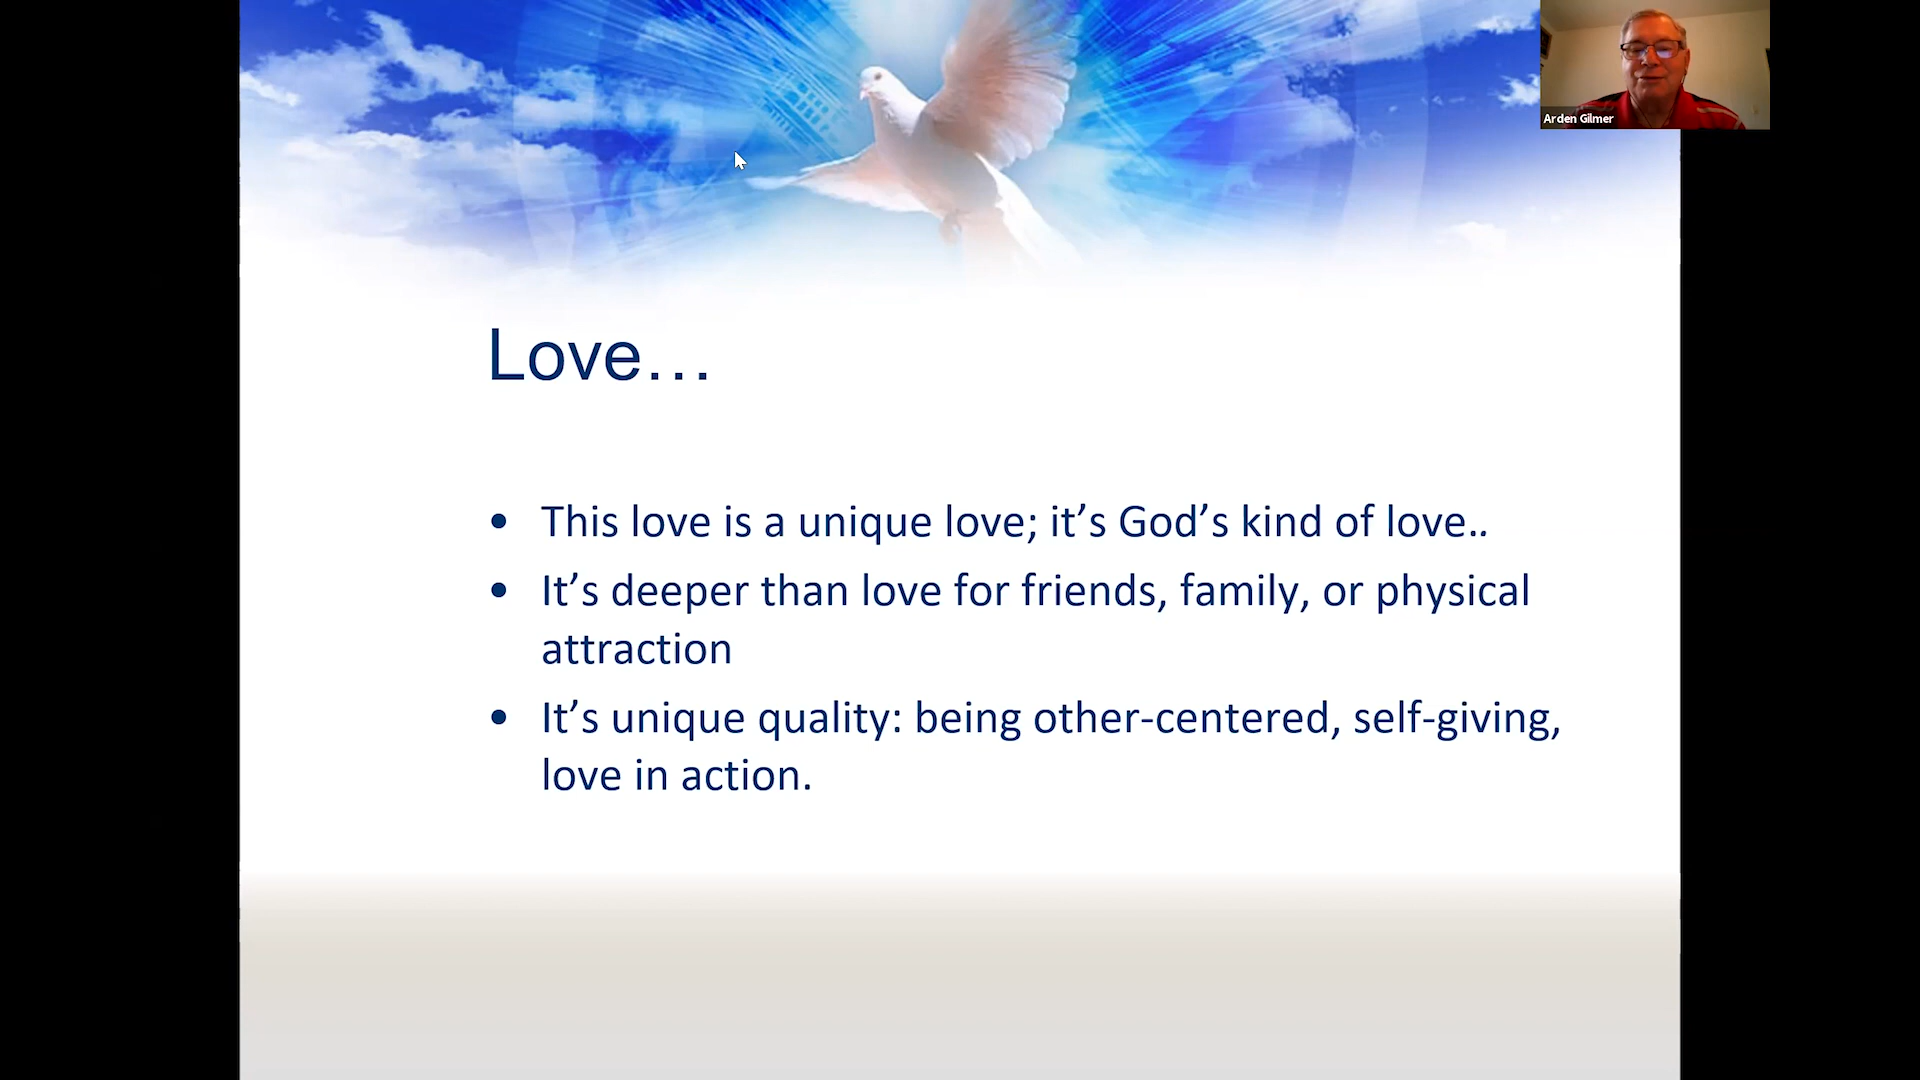 Arden Gilmer
Love…
• This love is a unique love; it’s God’s kind of love..
• It’s deeper than love for friends, family, or physical
attraction
• It’s unique quality: being other-centered, self-giving,
love in action.